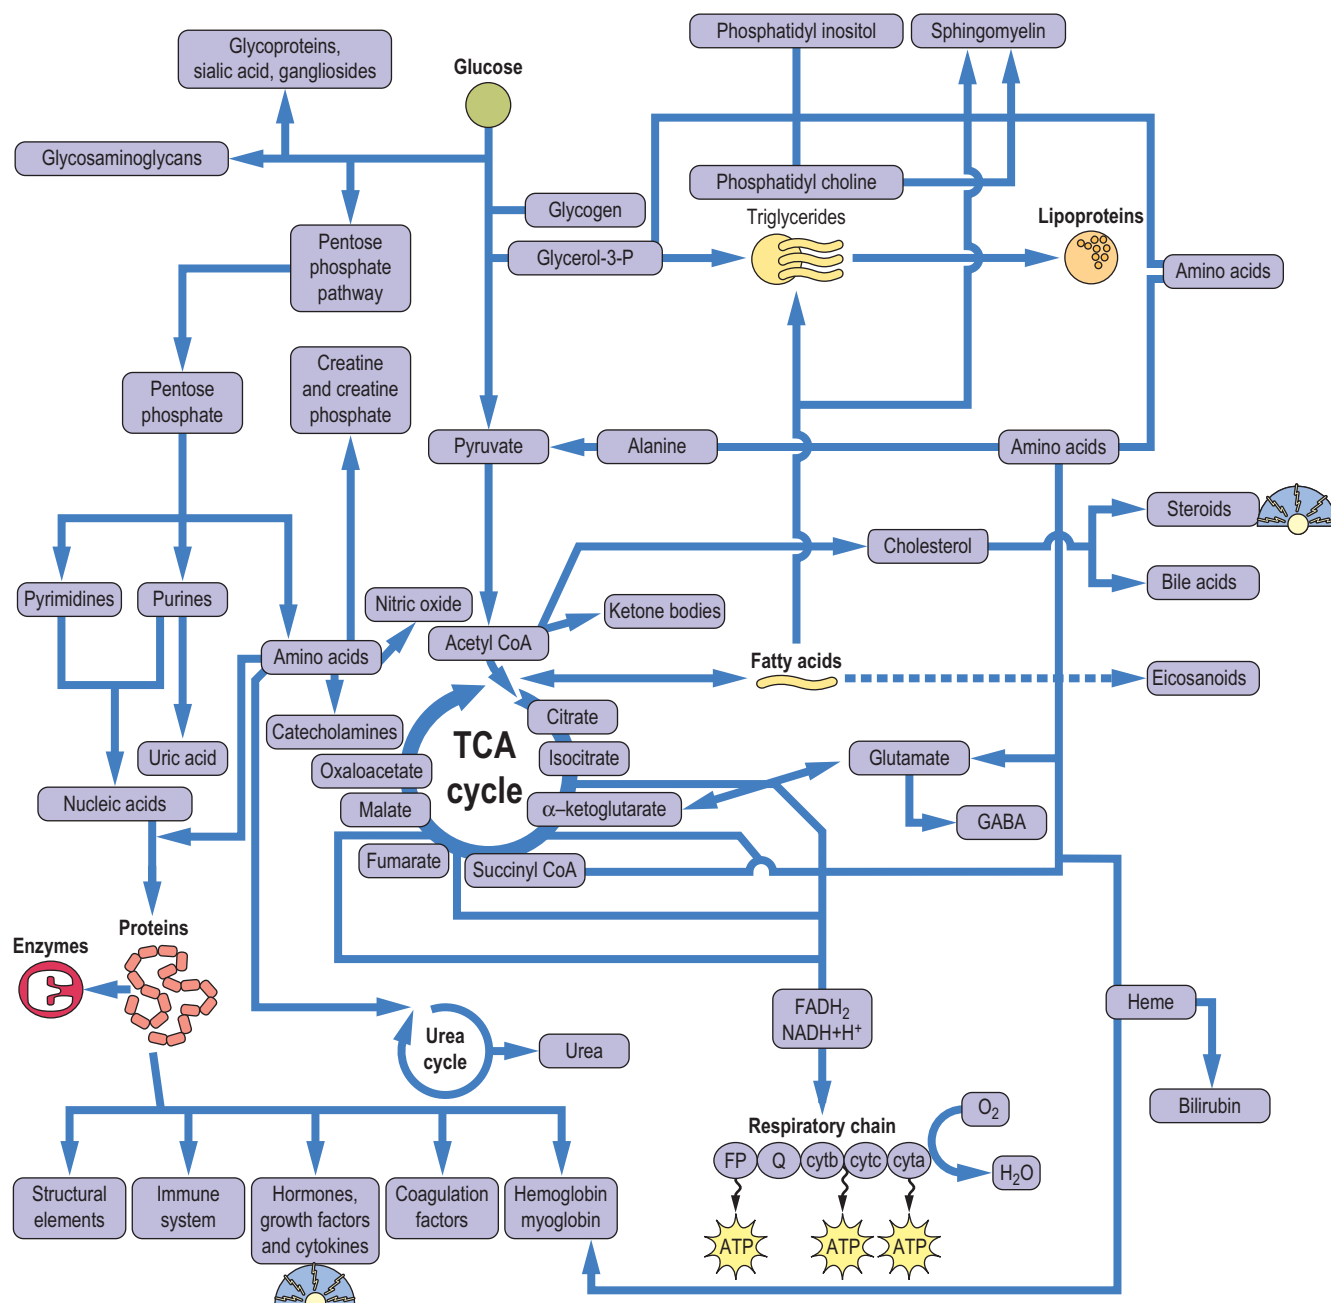 Phosphatidyl inositol
Sphingomyelin
Glycoproteins,
sialic acid, gangliosides
Glucose
Glycosaminoglycans
Phosphatidyl choline
Glycogen
Triglycerides
Lipoproteins
Pentose
phosphate
pathway
Glycerol-3-P
Amino acids
Creatine
and creatine
phosphate
Pentose
phosphate
Pyruvate
Alanine
Amino acids
Steroids
Cholesterol
Bile acids
Pyrimidines
Purines
Nitric oxide
Ketone bodies
Acetyl CoA
Amino acids
Fatty acids
Eicosanoids
Catecholamines
Citrate
TCA
cycle
Uric acid
Oxaloacetate
Isocitrate
Glutamate
Nucleic acids
Malate
α–ketoglutarate
GABA
Fumarate
Succinyl CoA
Proteins
Enzymes
FADH₂
NADH+H⁺
Heme
Urea
cycle
Urea
Bilirubin
O₂
Respiratory chain
FP
Q
cytb
cytc
cyta
H₂O
Structural
elements
Immune
system
Hormones,
growth factors
and cytokines
Coagulation
factors
Hemoglobin
myoglobin
ATP
ATP
ATP